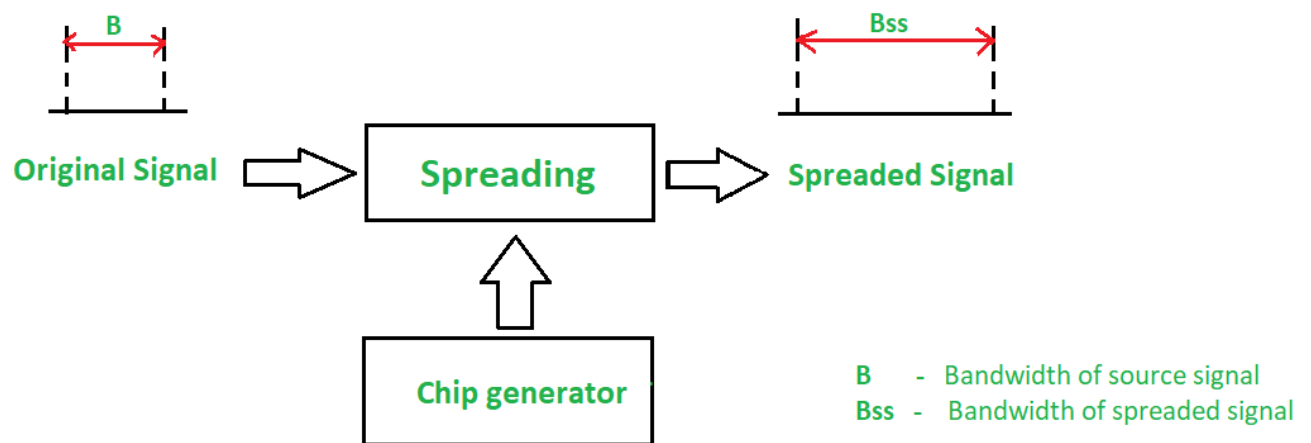 B
Bss
Original Signal
Spreading
Spreaded Signal
Chip generator
B - Bandwidth of source signal
Bss - Bandwidth of spreaded signal